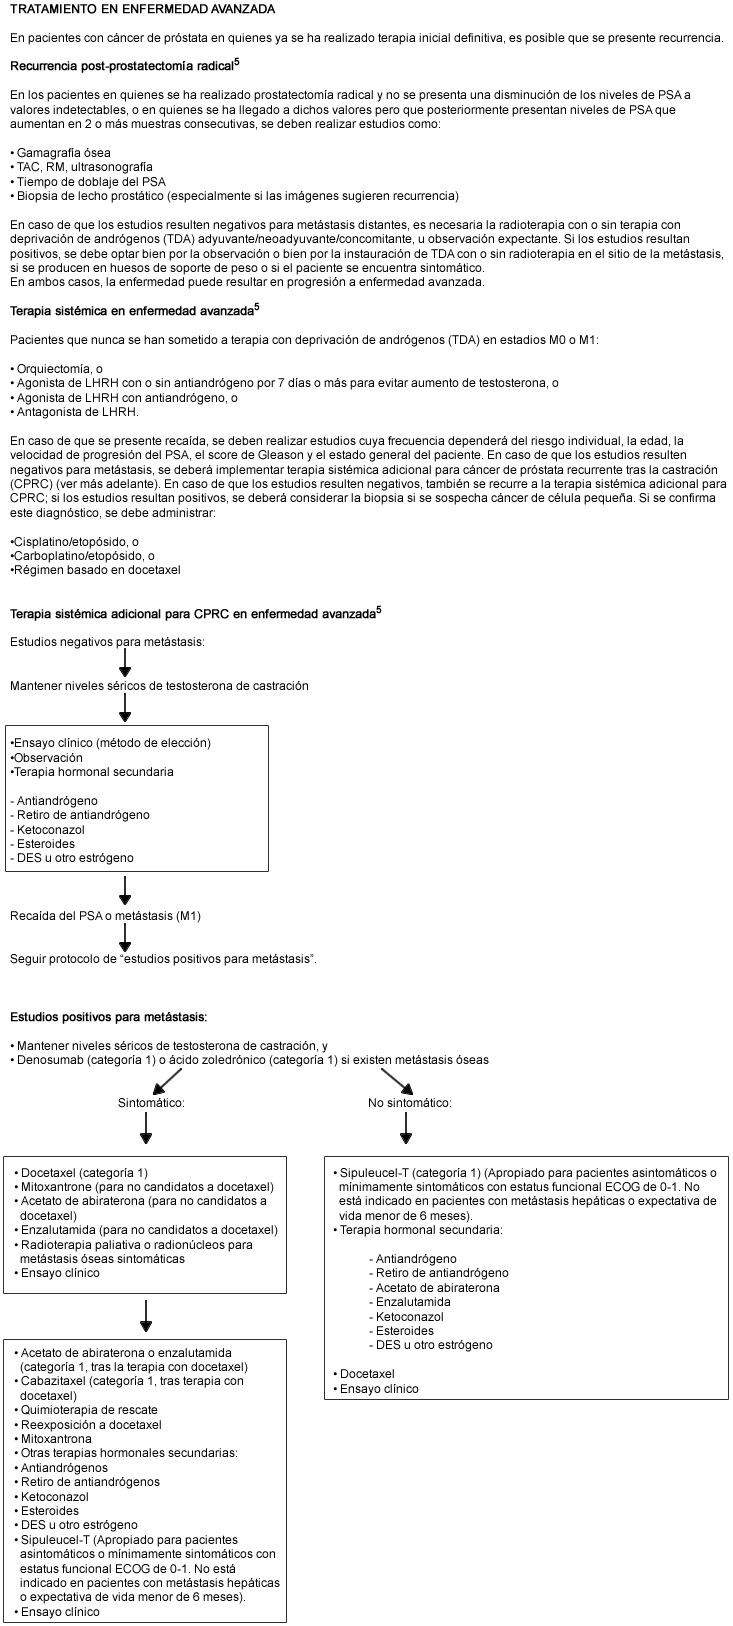 TRATAMIENTO EN ENFERMEDAD AVANZADA
En pacientes con cáncer de próstata en quienes ya se ha realizado terapia inicial definitiva, es posible que se presente recurrencia.
Recurrencia post-prostatectomía radical5
En los pacientes en quienes se ha realizado prostatectomía radical y no se presenta una disminución de los niveles de PSA a
valores indetectables, o en quienes se ha llegado a dichos valores pero que posteriormente presentan niveles de PSA que
aumentan en 2 o más muestras consecutivas, se deben realizar estudios como:
• Gamagrafía ósea
• TAC, RM, ultrasonografía
• Tiempo de doblaje del PSA
• Biopsia de lecho prostático (especialmente si las imágenes sugieren recurrencia)
En caso de que los estudios resulten negativos para metástasis distantes, es necesaria la radioterapia con o sin terapia con
deprivación de andrógenos (TDA) adyuvante/neoadyuvante/concomitante, u observación expectante. Si los estudios resultan
positivos, se debe optar bien por la observación o bien por la instauración de TDA con o sin radioterapia en el sitio de la metástasis,
si se producen en huesos de soporte de peso o si el paciente se encuentra sintomático.
En ambos casos, la enfermedad puede resultar en progresión a enfermedad avanzada.
Terapia sistémica en enfermedad avanzada5
Pacientes que nunca se han sometido a terapia con deprivación de andrógenos (TDA) en estadios M0 o M1:
• Orquiectomía, o
• Agonista de LHRH con o sin antiandrógeno por 7 días o más para evitar aumento de testosterona, o
• Agonista de LHRH con antiandrógeno, o
• Antagonista de LHRH.
En caso de que se presente recaída, se deben realizar estudios cuya frecuencia dependerá del riesgo individual, la edad, la
velocidad de progresión del PSA, el score de Gleason y el estado general del paciente. En caso de que los estudios resulten
negativos para metástasis, se deberá implementar terapia sistémica adicional para cáncer de próstata recurrente tras la castración
(CPRC) (ver más adelante). En caso de que los estudios resulten negativos, también se recurre a la terapia sistémica adicional para
CPRC; si los estudios resultan positivos, se deberá considerar la biopsia si se sospecha cáncer de célula pequeña. Si se confirma
este diagnóstico, se debe administrar:
•Cisplatino/etopósido, o
•Carboplatino/etopósido, o
•Régimen basado en docetaxel
Terapia sistémica adicional para CPRC en enfermedad avanzada5
Estudios negativos para metástasis:
Mantener niveles séricos de testosterona de castración
•Ensayo clínico (método de elección)
•Observación
•Terapia hormonal secundaria
- Antiandrógeno
- Retiro de antiandrógeno
- Ketoconazol
- Esteroides
- DES u otro estrógeno
Recaída del PSA o metástasis (M1)
Seguir protocolo de “estudios positivos para metástasis”.
Estudios positivos para metástasis:
• Mantener niveles séricos de testosterona de castración, y
• Denosumab (categoría 1) o ácido zoledrónico (categoría 1) si existen metástasis óseas
Sintomático:
• Docetaxel (categoría 1)
• Mitoxantrone (para no candidatos a docetaxel)
• Acetato de abiraterona (para no candidatos a
docetaxel)
• Enzalutamida (para no candidatos a docetaxel)
• Radioterapia paliativa o radionúcleos para
metástasis óseas sintomáticas
• Ensayo clínico
• Acetato de abiraterona o enzalutamida
(categoría 1, tras la terapia con docetaxel)
• Cabazitaxel (categoría 1, tras terapia con
docetaxel)
• Quimioterapia de rescate
• Reexposición a docetaxel
• Mitoxantrona
• Otras terapias hormonales secundarias:
• Antiandrógenos
• Retiro de antiandrógenos
• Ketoconazol
• Esteroides
• DES u otro estrógeno
• Sipuleucel-T (Apropiado para pacientes
asintomáticos o mínimamente sintomáticos con
estatus funcional ECOG de 0-1. No está
indicado en pacientes con metástasis hepáticas
o expectativa de vida menor de 6 meses).
• Ensayo clínico
No sintomático:
• Sipuleucel-T (categoría 1) (Apropiado para pacientes asintomáticos o
mínimamente sintomáticos con estatus funcional ECOG de 0-1. No
está indicado en pacientes con metástasis hepáticas o expectativa de
vida menor de 6 meses).
• Terapia hormonal secundaria:
- Antiandrógeno
- Retiro de antiandrógeno
- Acetato de abiraterona
- Enzalutamida
- Ketoconazol
- Esteroides
- DES u otro estrógeno
• Docetaxel
• Ensayo clínico